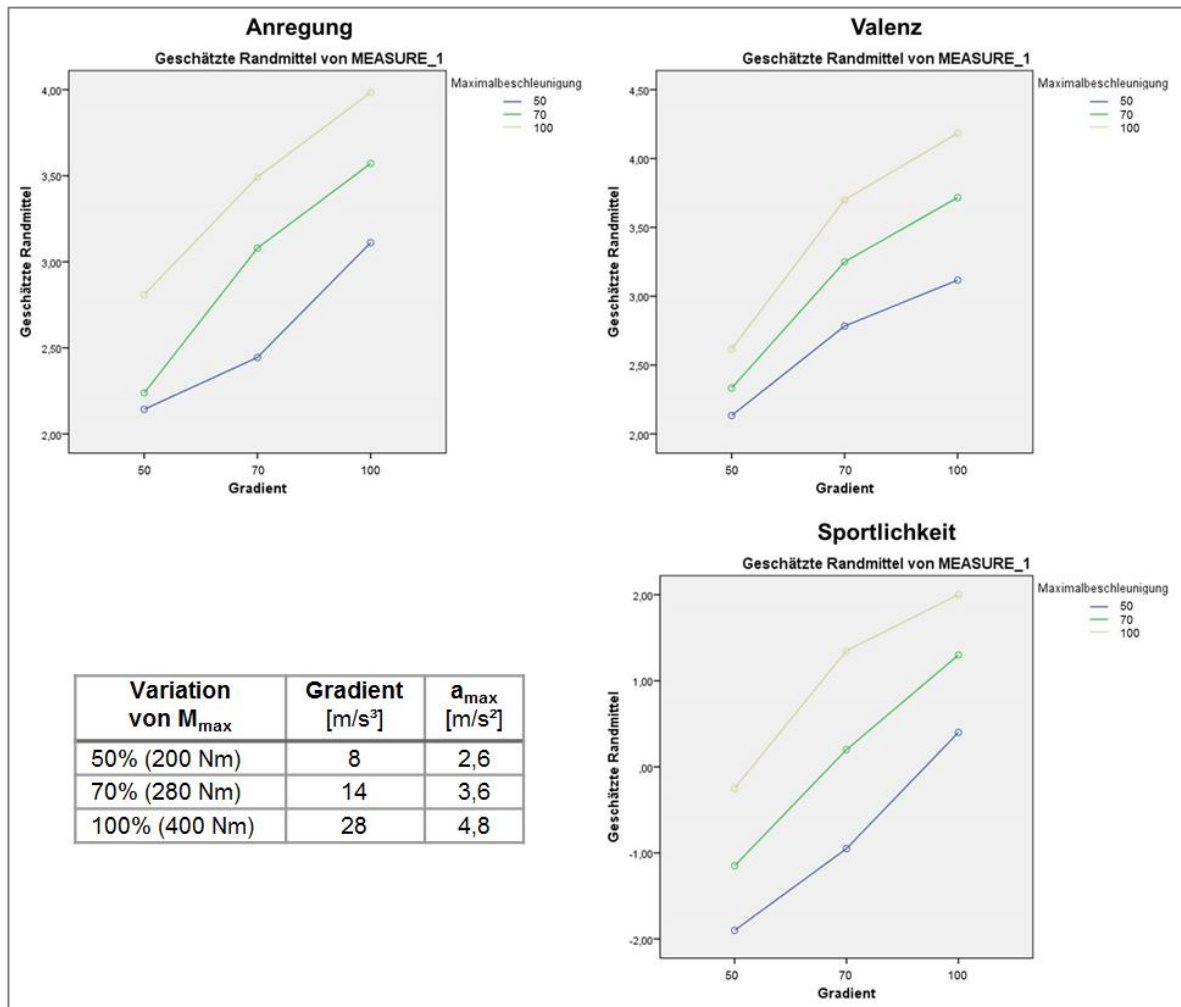 Anregung
Geschätzte Randmittel von MEASURE_1
Maximalbeschleunigung
50
70
100
Geschätzte Randmittel
4,00
3,50
3,00
2,50
2,00
50 70 100
Gradient
Valenz
Geschätzte Randmittel von MEASURE_1
Maximalbeschleunigung
50
70
100
Geschätzte Randmittel
4,50
4,00
3,50
3,00
2,50
2,00
50 70 100
Gradient
Variation von Mmax Gradient [m/s³] amax [m/s²]
50% (200 Nm) 8 2,6
70% (280 Nm) 14 3,6
100% (400 Nm) 28 4,8
Sportlichkeit
Geschätzte Randmittel von MEASURE_1
Maximalbeschleunigung
50
70
100
Geschätzte Randmittel
2,00
1,00
,00
-1,00
-2,00
50 70 100
Gradient